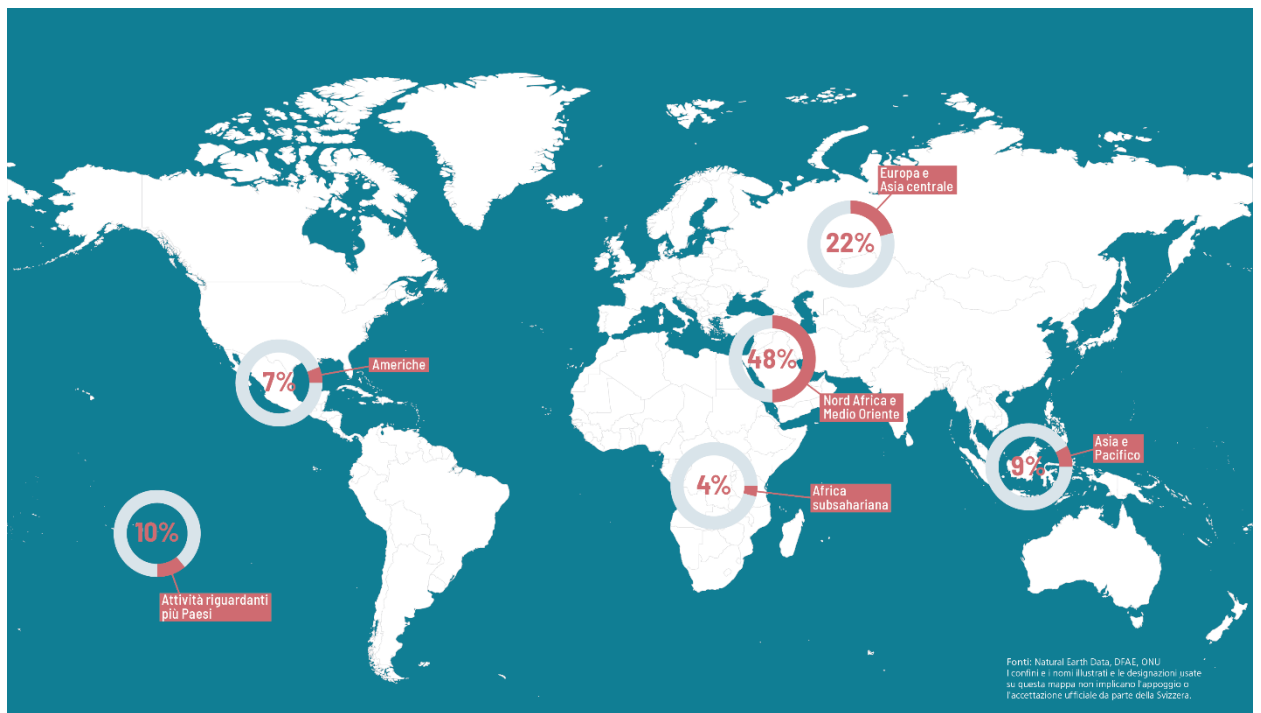 Europa e
Asia centrale
22%
48%
Nord Africa e
Medio Oriente
7%
Americhe
Asia e
Pacifico
9%
4%
Africa
subsahariana
10%
Attività riguardanti
più Paesi
Fonti: Natural Earth Data, DFAE, ONU
I confini e i nomi illustrati e le designazioni usate
su questa mappa non implicano l'appoggio o
l'accettazione ufficiale da parte della Svizzera.